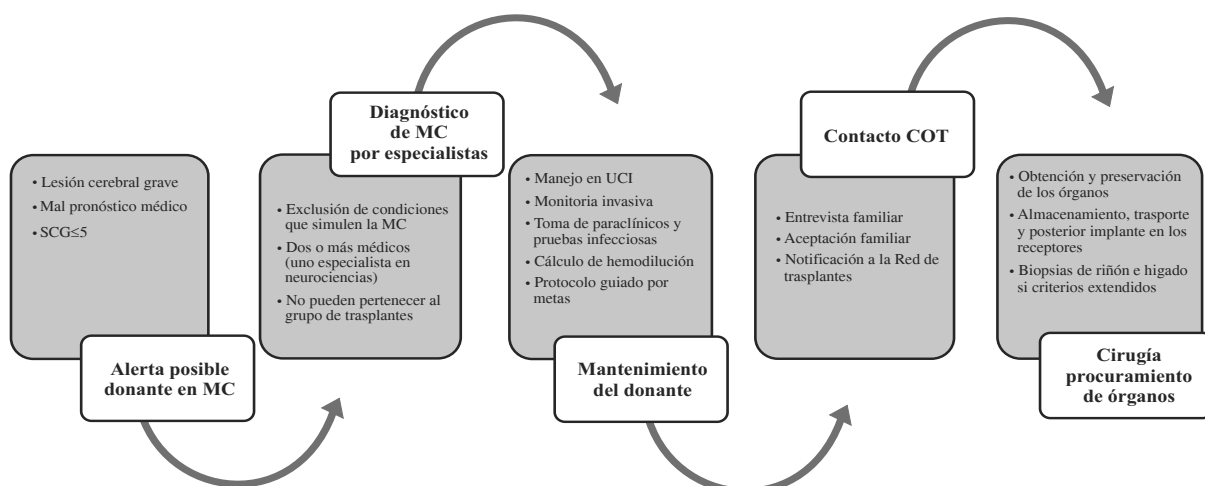 • Lesión cerebral grave
• Mal pronóstico médico
• SCG≤5
Alerta posible
donante en MC
Diagnóstico
de MC
por especialistas
• Exclusión de condiciones
que simulen la MC
• Dos o más médicos
(uno especialista en
neurociencias)
• No pueden pertenecer al
grupo de trasplantes
• Manejo en UCI
• Monitoria invasiva
• Toma de paraclínicos y
pruebas infecciosas
• Cálculo de hemodilución
• Protocolo guiado por
metas
Mantenimiento
del donante
Contacto COT
• Entrevista familiar
• Aceptación familiar
• Notificación a la Red de
trasplantes
• Obtención y preservación
de los órganos
• Almacenamiento, trasporte
y posterior implante en los
receptores
• Biopsias de riñón e higado
si criterios extendidos
Cirugía
procuramiento
de órganos